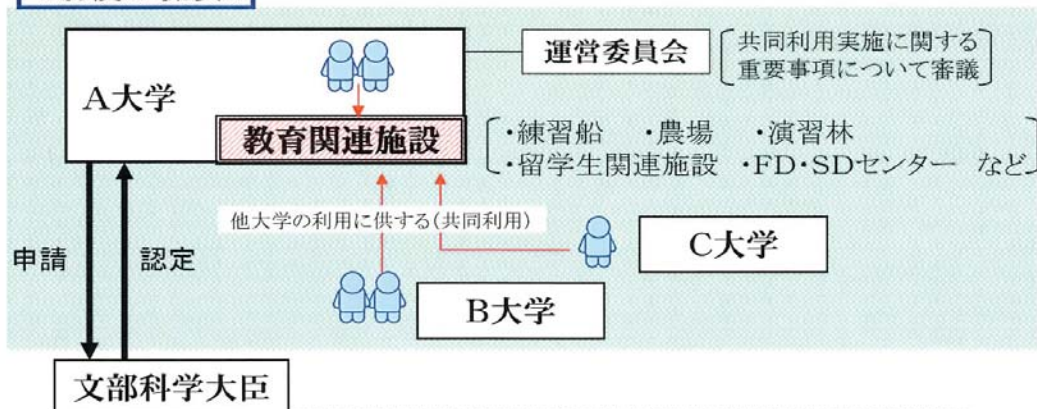 運営委員会
共同利用実施に関する
重要事項について審議
A大学
教育関連施設
・練習船 ・農場 ・演習林
・留学生関連施設 ・FD・SDセンター など
他大学の利用に供する(共同利用)
C大学
申請
認定
B大学
文部科学大臣